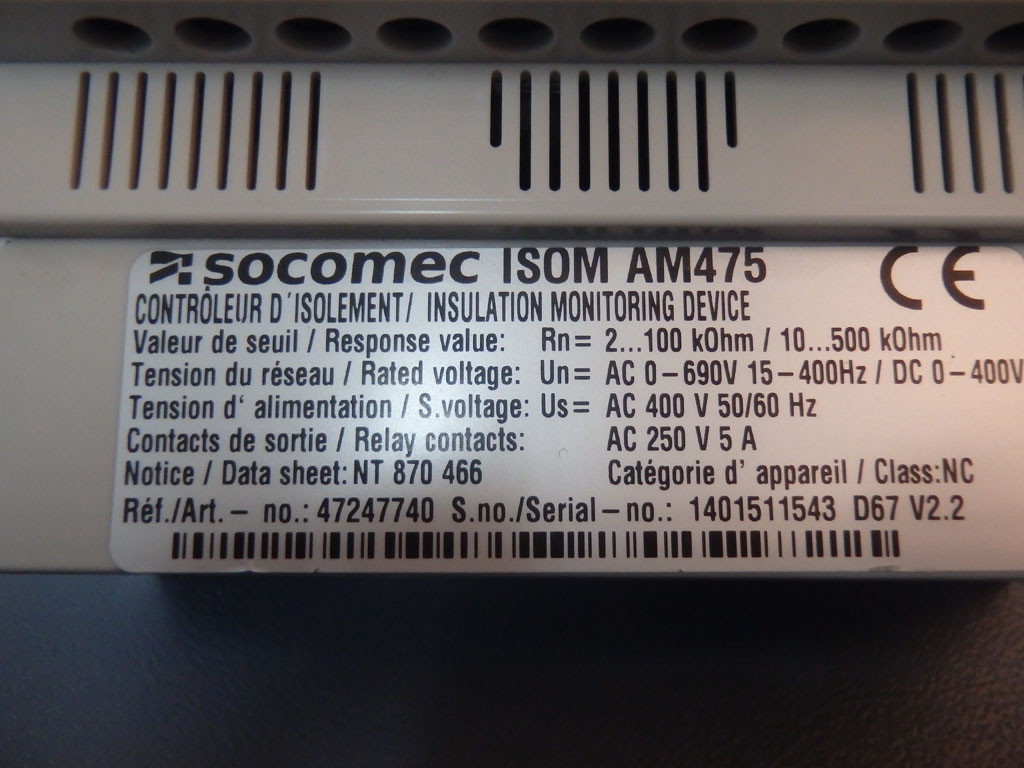 socomec ISOM AM475 CE
CONTRÔLEUR D'ISOLEMENT/ INSULATION MONITORING DEVICE
Valeur de seuil / Response value: Rn= 2...100 kOhm / 10...500 kOhm
Tension du réseau / Rated voltage: Un= AC 0-690V 15-400Hz / DC 0-400V
Tension d' alimentation / S.voltage: Us= AC 400 V 50/60 Hz
Contacts de sortie / Relay contacts: AC 250 V 5 A
Notice / Data sheet: NT 870 466 Catégorie d' appareil / Class:NC
Réf./Art.- no.: 47247740 S.no./Serial-no.: 1401511543 D67 V2.2